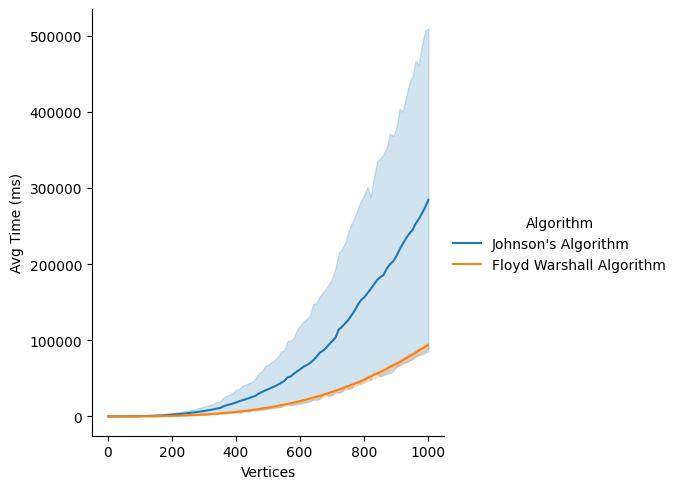 500000
400000
300000
200000
100000
0
Avg Time (ms)
0 200 400 600 800 1000
Vertices
Algorithm
Johnson's Algorithm
Floyd Warshall Algorithm